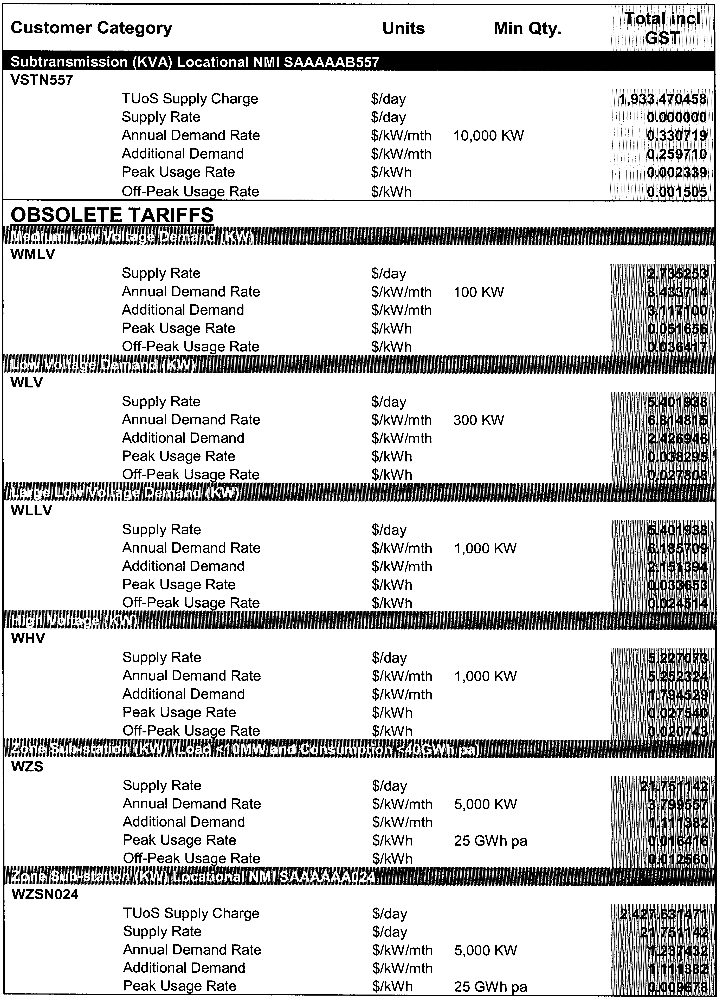 Customer Category Units Min Qty. Total incl GST
Subtransmission (KVA) Locational NMI SAAAAAB557
VSTN557
TUoS Supply Charge $/day 1,933.470458
Supply Rate $/day 0.000000
Annual Demand Rate $/kW/mth 10,000 KW 0.330719
Additional Demand $/kW/mth 0.259710
Peak Usage Rate $/kWh 0.002339
Off-Peak Usage Rate $/kWh 0.001505
OBSOLETE TARIFFS
Medium Low Voltage Demand (KW)
WMLV
Supply Rate $/day 2.735253
Annual Demand Rate $/kW/mth 100 KW 8.433714
Additional Demand $/kW/mth 3.117100
Peak Usage Rate $/kWh 0.051656
Off-Peak Usage Rate $/kWh 0.036417
Low Voltage Demand (KW)
WLV
Supply Rate $/day 5.401938
Annual Demand Rate $/kW/mth 300 KW 6.814815
Additional Demand $/kW/mth 2.426946
Peak Usage Rate $/kWh 0.038295
Off-Peak Usage Rate $/kWh 0.027808
Large Low Voltage Demand (KW)
WLLV
Supply Rate $/day 5.401938
Annual Demand Rate $/kW/mth 1,000 KW 6.185709
Additional Demand $/kW/mth 2.151394
Peak Usage Rate $/kWh 0.033653
Off-Peak Usage Rate $/kWh 0.024514
High Voltage (KW)
WHV
Supply Rate $/day 5.227073
Annual Demand Rate $/kW/mth 1,000 KW 5.252324
Additional Demand $/kW/mth 1.794529
Peak Usage Rate $/kWh 0.027540
Off-Peak Usage Rate $/kWh 0.020743
Zone Sub-station (KW) (Load <10MW and Consumption <40GWh pa)
WZS
Supply Rate $/day 21.751142
Annual Demand Rate $/kW/mth 5,000 KW 3.799557
Additional Demand $/kW/mth 1.111382
Peak Usage Rate $/kWh 25 GWh pa 0.016416
Off-Peak Usage Rate $/kWh 0.012560
Zone Sub-station (KW) Locational NMI SAAAAAA024
WZSN024
TUoS Supply Charge $/day 2,427.631471
Supply Rate $/day 21.751142
Annual Demand Rate $/kW/mth 5,000 KW 1.237432
Additional Demand $/kW/mth 1.111382
Peak Usage Rate $/kWh 25 GWh pa 0.009678